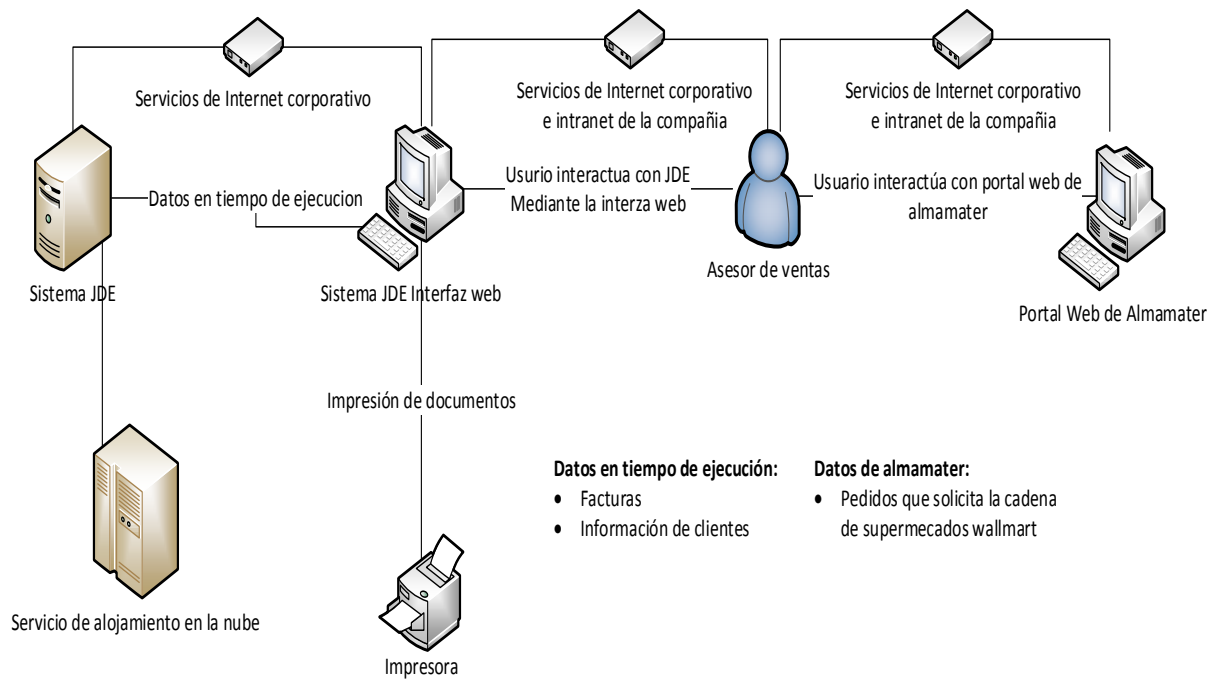 Servicios de Internet corporativo
Servicios de Internet corporativo
e intranet de la compañia
Servicios de Internet corporativo
e intranet de la compañia
Datos en tiempo de ejecucion
Usurio interactua con JDE
Mediante la interza web
Usuario interactúa con portal web de
almamater
Sistema JDE
Sistema JDE Interfaz web
Asesor de ventas
Portal Web de Almamater
Impresión de documentos
Datos en tiempo de ejecución:
• Facturas
• Información de clientes
Datos de almamater:
• Pedidos que solicita la cadena
de supermecados wallmart
Servicio de alojamiento en la nube
Impresora